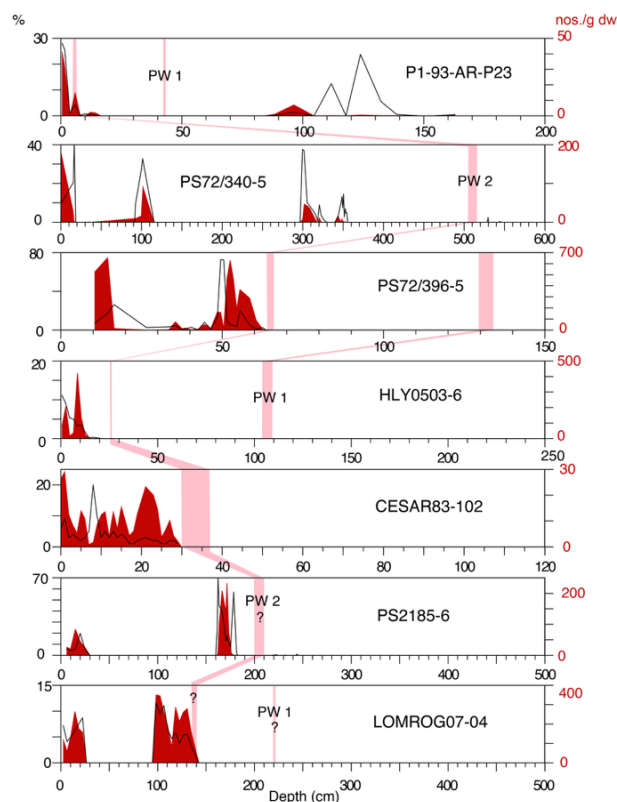 % nos./g dw
30 50
PW 1 P1-93-AR-P23
0 0
0 50 100 150 200
40 200
PS72/340-5 PW 2
0 0
0 100 200 300 400 500 600
80 700
PS72/396-5
0 0
0 50 100 150
20 500
PW 1 HLY0503-6
0 0
0 50 100 150 200 250
20 30
CESAR83-102
0 0
0 20 40 60 80 100 120
70 200
PW 2
? PS2185-6
0 0
0 100 200 300 400 500
15 400
? PW 1
? LOMROG07-04
0 0
0 100 200 300 400 500
Depth (cm)